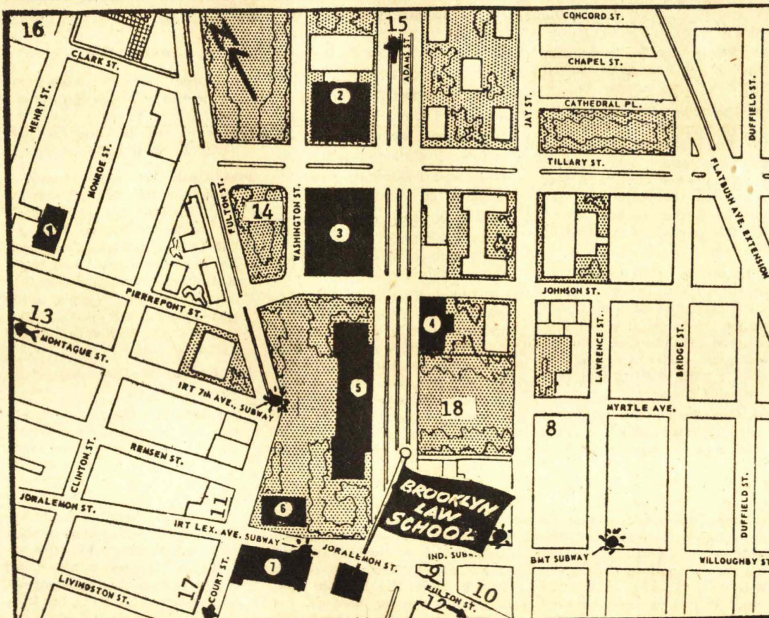 16
15
CONCORD ST.
N
ADAMS ST.
CLARK ST.
CHAPEL ST.
HENRY ST.
2
JAY ST.
CATHEDRAL PL.
DUFFIELD ST.
MONROE ST.
TILLARY ST.
FLATBUSH AVE. EXTENSION
FULTON ST.
14
WASHINGTON ST.
3
PIERREPONT ST.
JOHNSON ST.
13
MONTAGUE ST.
4
LAWRENCE ST.
BRIDGE ST.
5
IRT 7th AVE., SUBWAY
18
MYRTLE AVE.
8
REMSEN ST.
CLINTON ST.
BROOKLYN
LAW
SCHOOL
DUFFIELD ST.
JORALEMON ST.
11
6
IRT LEX. AVE. SUBWAY
JORALEMON ST.
IND. SUBW
BMT SUBWAY
WILLOUGHBY ST.
7
9
LIVINGSTON ST.
17
COURT ST.
10
FULTON ST.
12